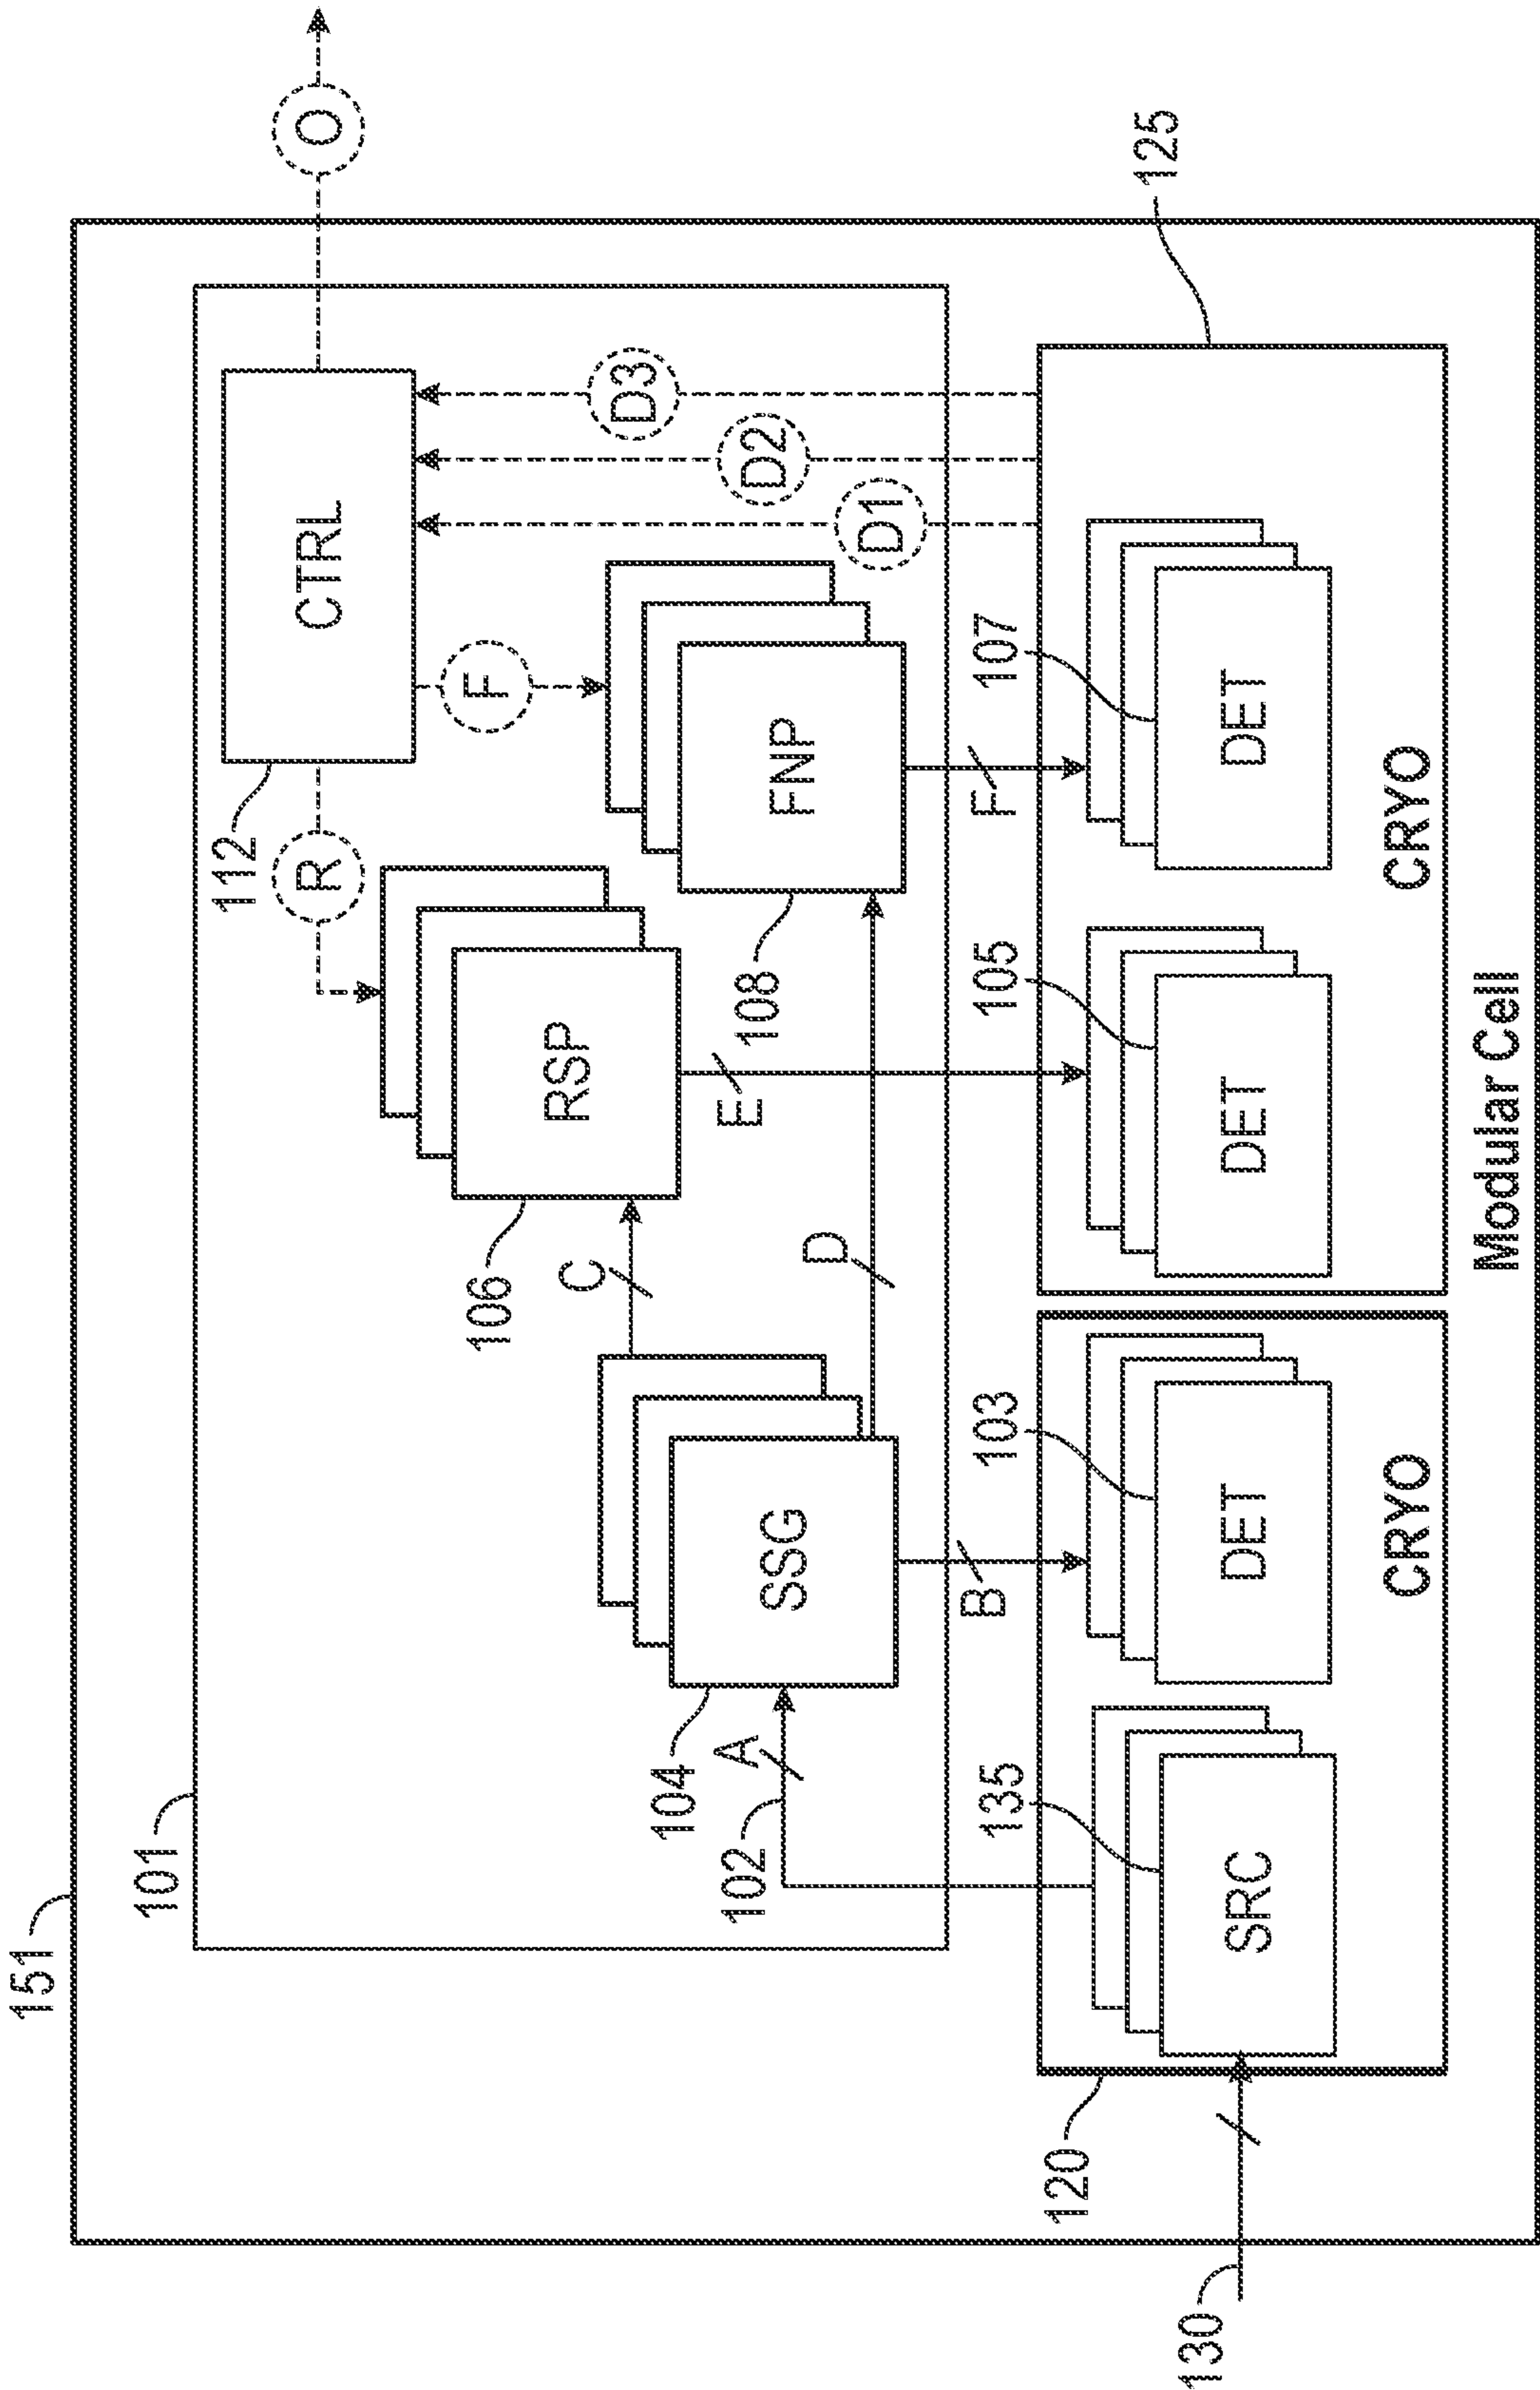 151
101
112
CTRL
O
R
F
D3
D2
D1
106
RSP
C
E
108
FNP
D
104
SSG
A
102
B
F
103
105
107
125
135
120
130
SRC
DET
DET
DET
CRYO
CRYO
Modular Cell